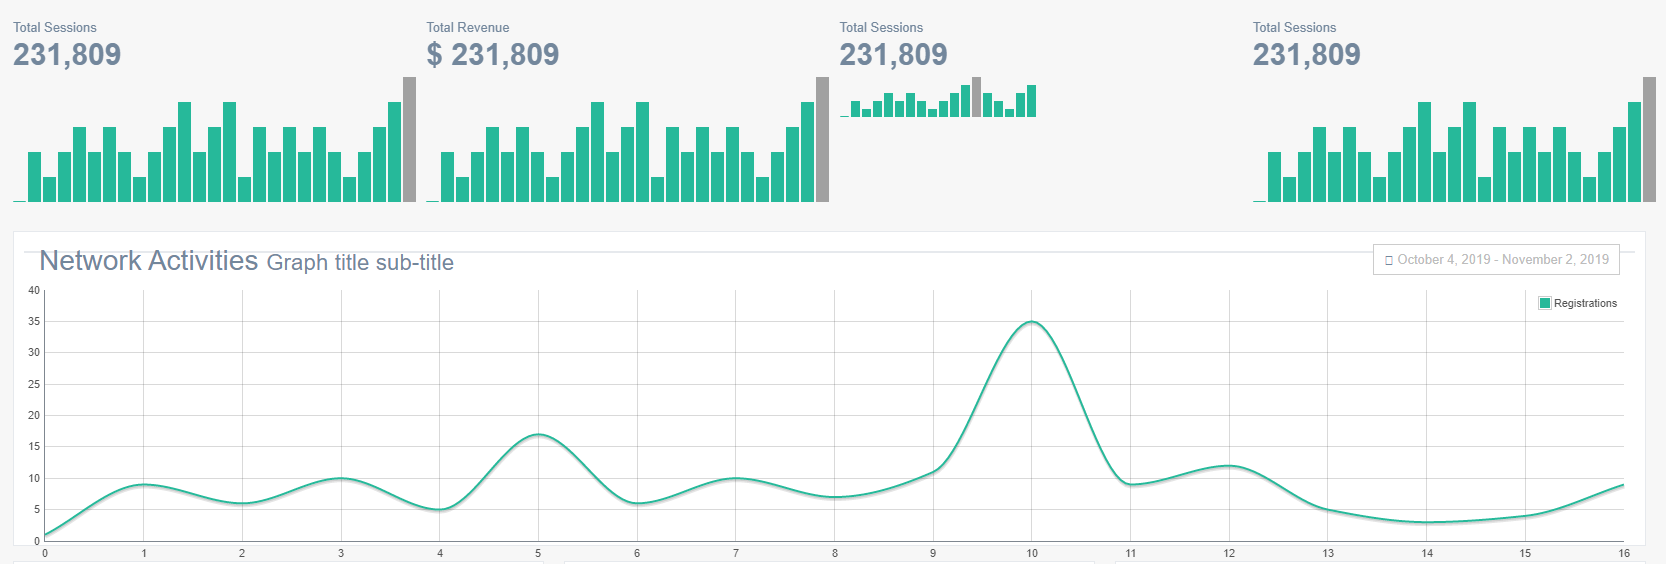 Total Sessions
231,809
Total Revenue
$ 231,809
Total Sessions
231,809
Total Sessions
231,809
Network Activities Graph title sub-title
October 4, 2019 - November 2, 2019
Registrations
40
35
30
25
20
15
10
5
0
0 1 2 3 4 5 6 7 8 9 10 11 12 13 14 15 16